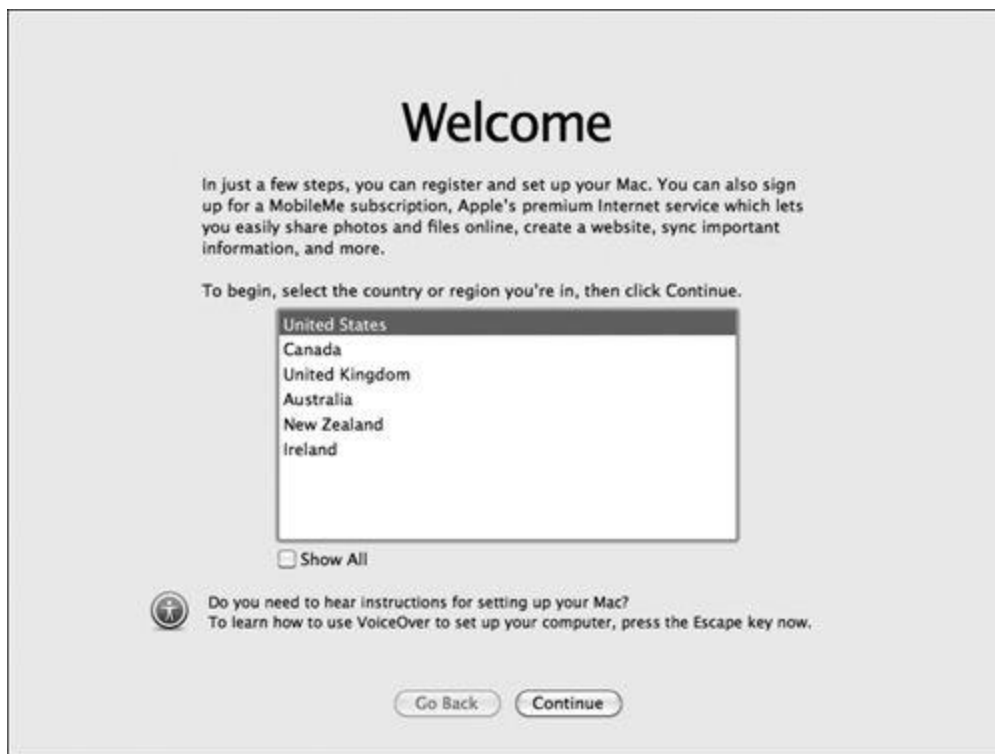 Welcome
In just a few steps, you can register and set up your Mac. You can also sign
up for a MobileMe subscription, Apple's premium Internet service which lets
you easily share photos and files online, create a website, sync important
information, and more.
To begin, select the country or region you're in, then click Continue.
United States
Canada
United Kingdom
Australia
New Zealand
Ireland
Show All
Do you need to hear instructions for setting up your Mac?
To learn how to use VoiceOver to set up your computer, press the Escape key now.
Go Back Continue